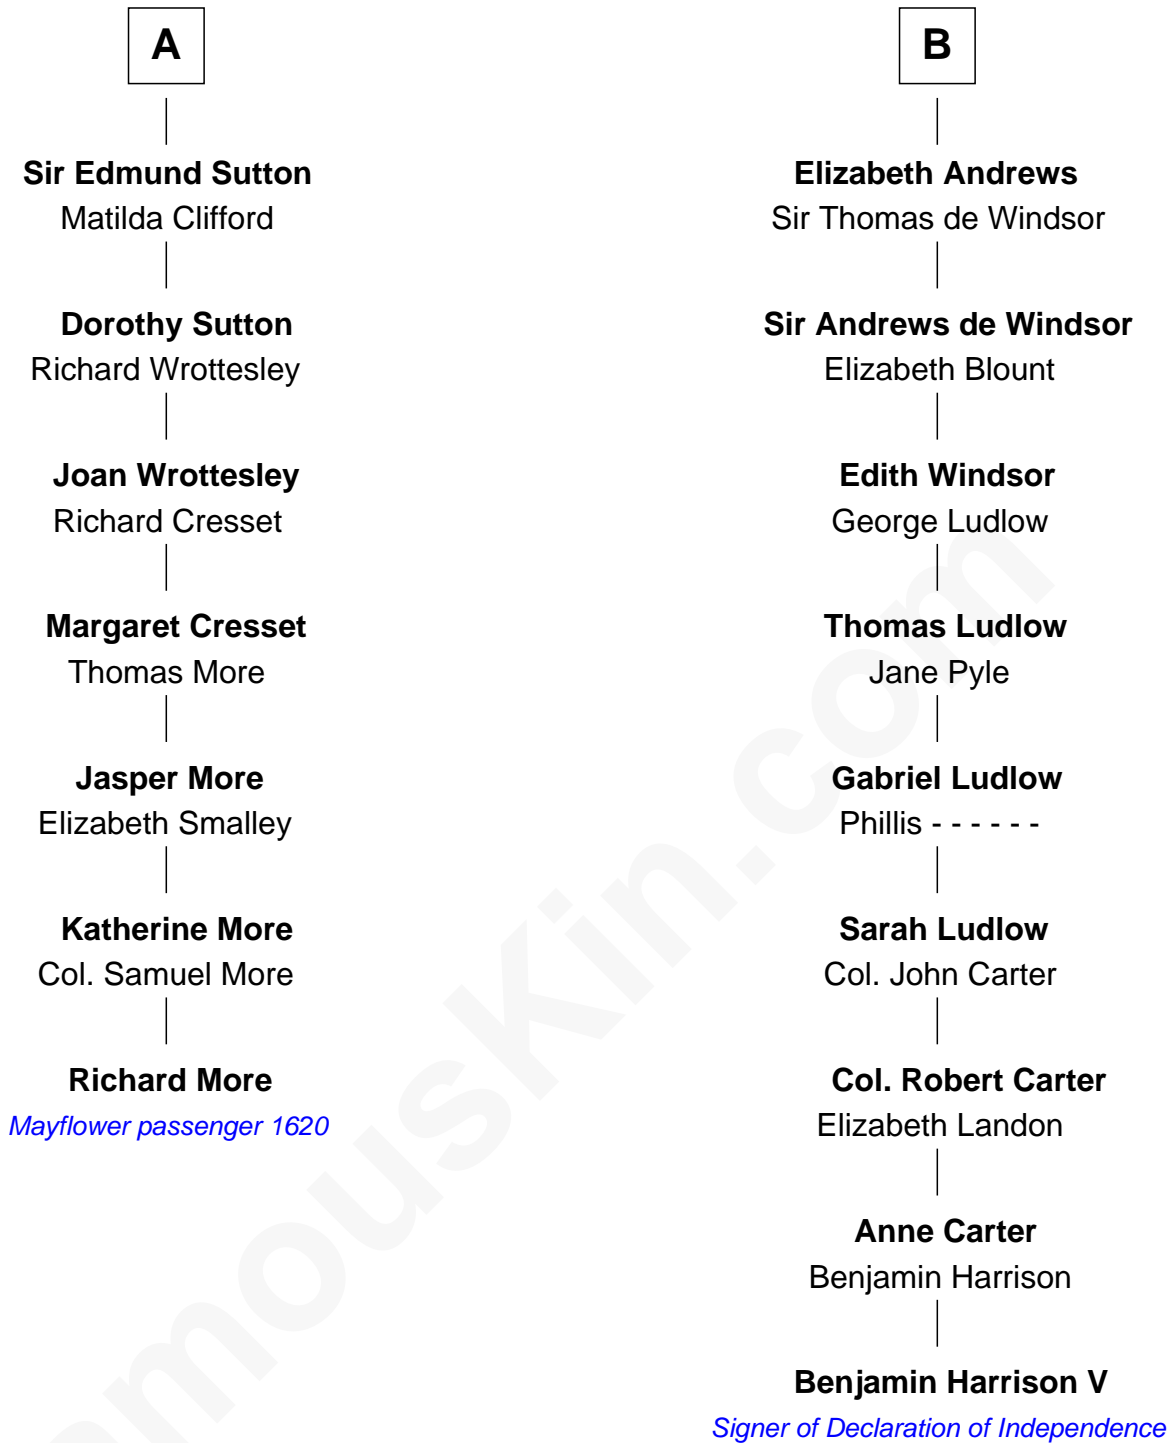 A
Sir Edmund Sutton
Matilda Clifford
Dorothy Sutton
Richard Wrottesley
Joan Wrottesley
Richard Cresset
Margaret Cresset
Thomas More
Jasper More
Elizabeth Smalley
Katherine More
Col. Samuel More
Richard More
Mayflower passenger 1620
B
Elizabeth Andrews
Sir Thomas de Windsor
Sir Andrews de Windsor
Elizabeth Blount
Edith Windsor
George Ludlow
Thomas Ludlow
Jane Pyle
Gabriel Ludlow
Phillis - - - - - -
Sarah Ludlow
Col. John Carter
Col. Robert Carter
Elizabeth Landon
Anne Carter
Benjamin Harrison
Benjamin Harrison V
Signer of Declaration of Independence
amousKin.com